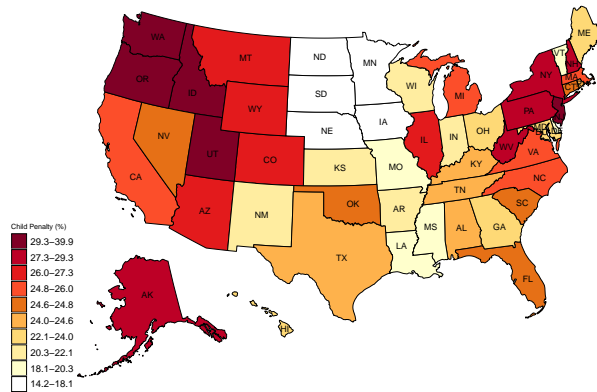 WA
MT
ND
MN
ME
VT
NH
OR
ID
SD
WI
NY
MA
CT
WY
MI
NE
IA
PA
NV
UT
CO
IL
IN
OH
MD
WV
CA
KS
MO
KY
VA
AZ
NM
OK
AR
TN
NC
SC
TX
LA
MS
AL
GA
FL
AK
HI
Child Penalty (%)
29.3–39.9
27.3–29.3
26.0–27.3
24.8–26.0
24.6–24.8
24.0–24.6
22.1–24.0
20.3–22.1
18.1–20.3
14.2–18.1